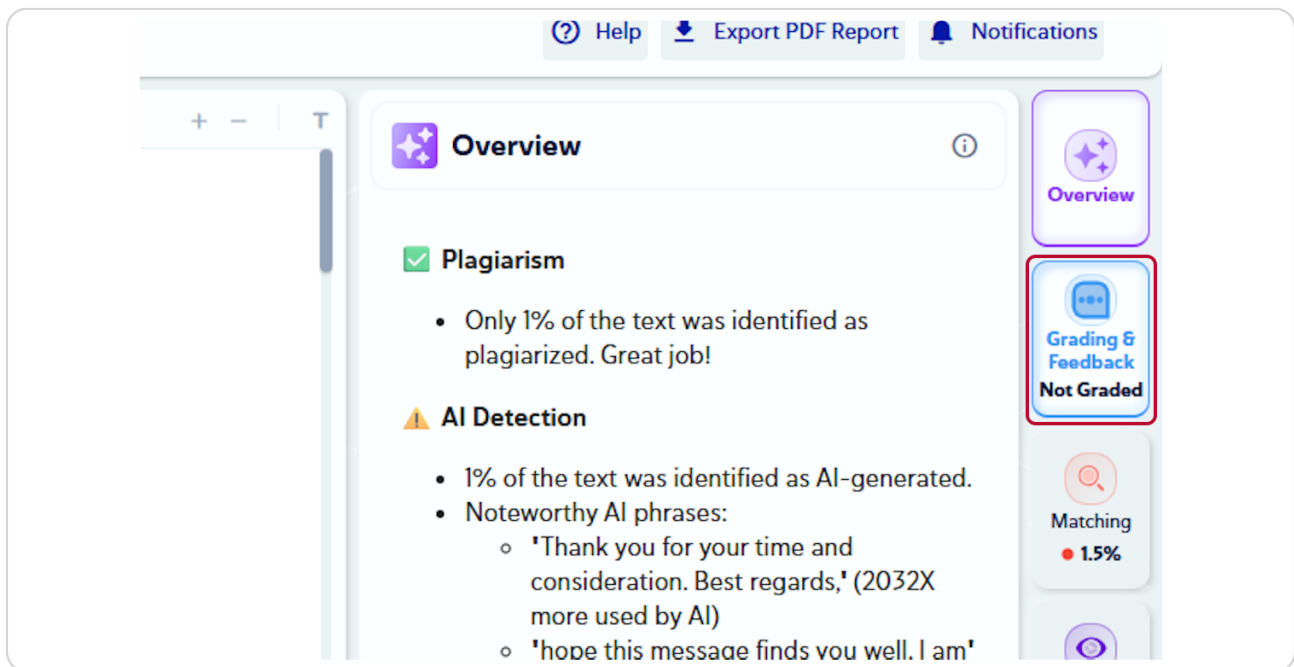 Help
Export PDF Report
Notifications
+ − T
Overview
Plagiarism
• Only 1% of the text was identified as
plagiarized. Great job!
AI Detection
• 1% of the text was identified as AI-generated.
• Noteworthy AI phrases:
◦ 'Thank you for your time and
consideration. Best regards,' (2032X
more used by AI)
◦ 'hope this message finds you well. I am'
Overview
Grading &
Feedback
Not Graded
Matching
1.5%